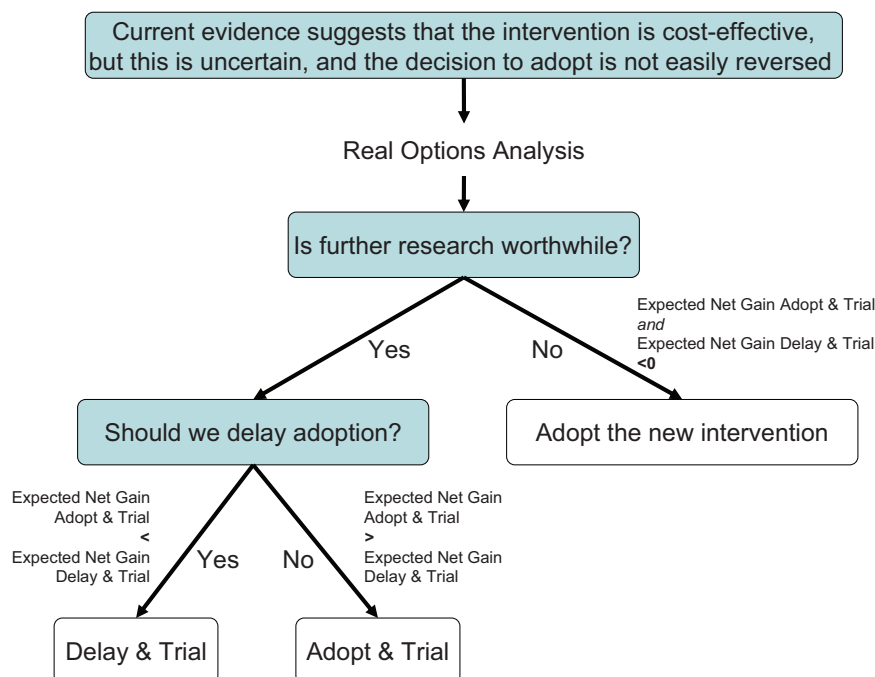 Current evidence suggests that the intervention is cost-effective,
but this is uncertain, and the decision to adopt is not easily reversed
Real Options Analysis
Is further research worthwhile?
Yes
No
Expected Net Gain Adopt & Trial
and
Expected Net Gain Delay & Trial
<0
Should we delay adoption?
Adopt the new intervention
Expected Net Gain
Adopt & Trial
<
Expected Net Gain
Delay & Trial
Yes
No
Expected Net Gain
Adopt & Trial
>
Expected Net Gain
Delay & Trial
Delay & Trial
Adopt & Trial